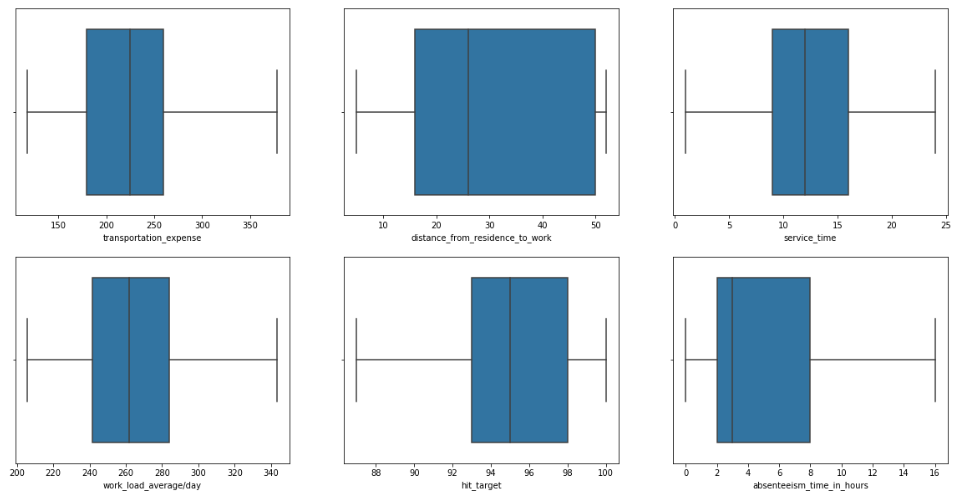 150 200 250 300 350
transportation_expense
10 20 30 40 50
distance_from_residence_to_work
0 5 10 15 20 25
service_time
200 220 240 260 280 300 320 340
work_load_average/day
88 90 92 94 96 98 100
hit_target
0 2 4 6 8 10 12 14 16
absenteeism_time_in_hours